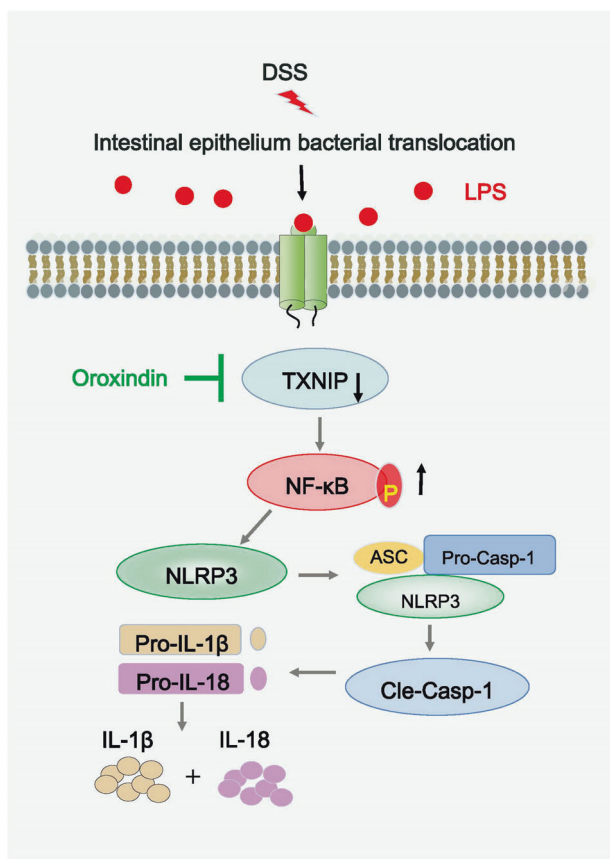 DSS
Intestinal epithelium bacterial translocation
LPS
Oroxindin
TXNIP
NF-κB
P
NLRP3
ASC
Pro-Casp-1
NLRP3
Pro-IL-1β
Pro-IL-18
Cle-Casp-1
IL-1β
IL-18
+